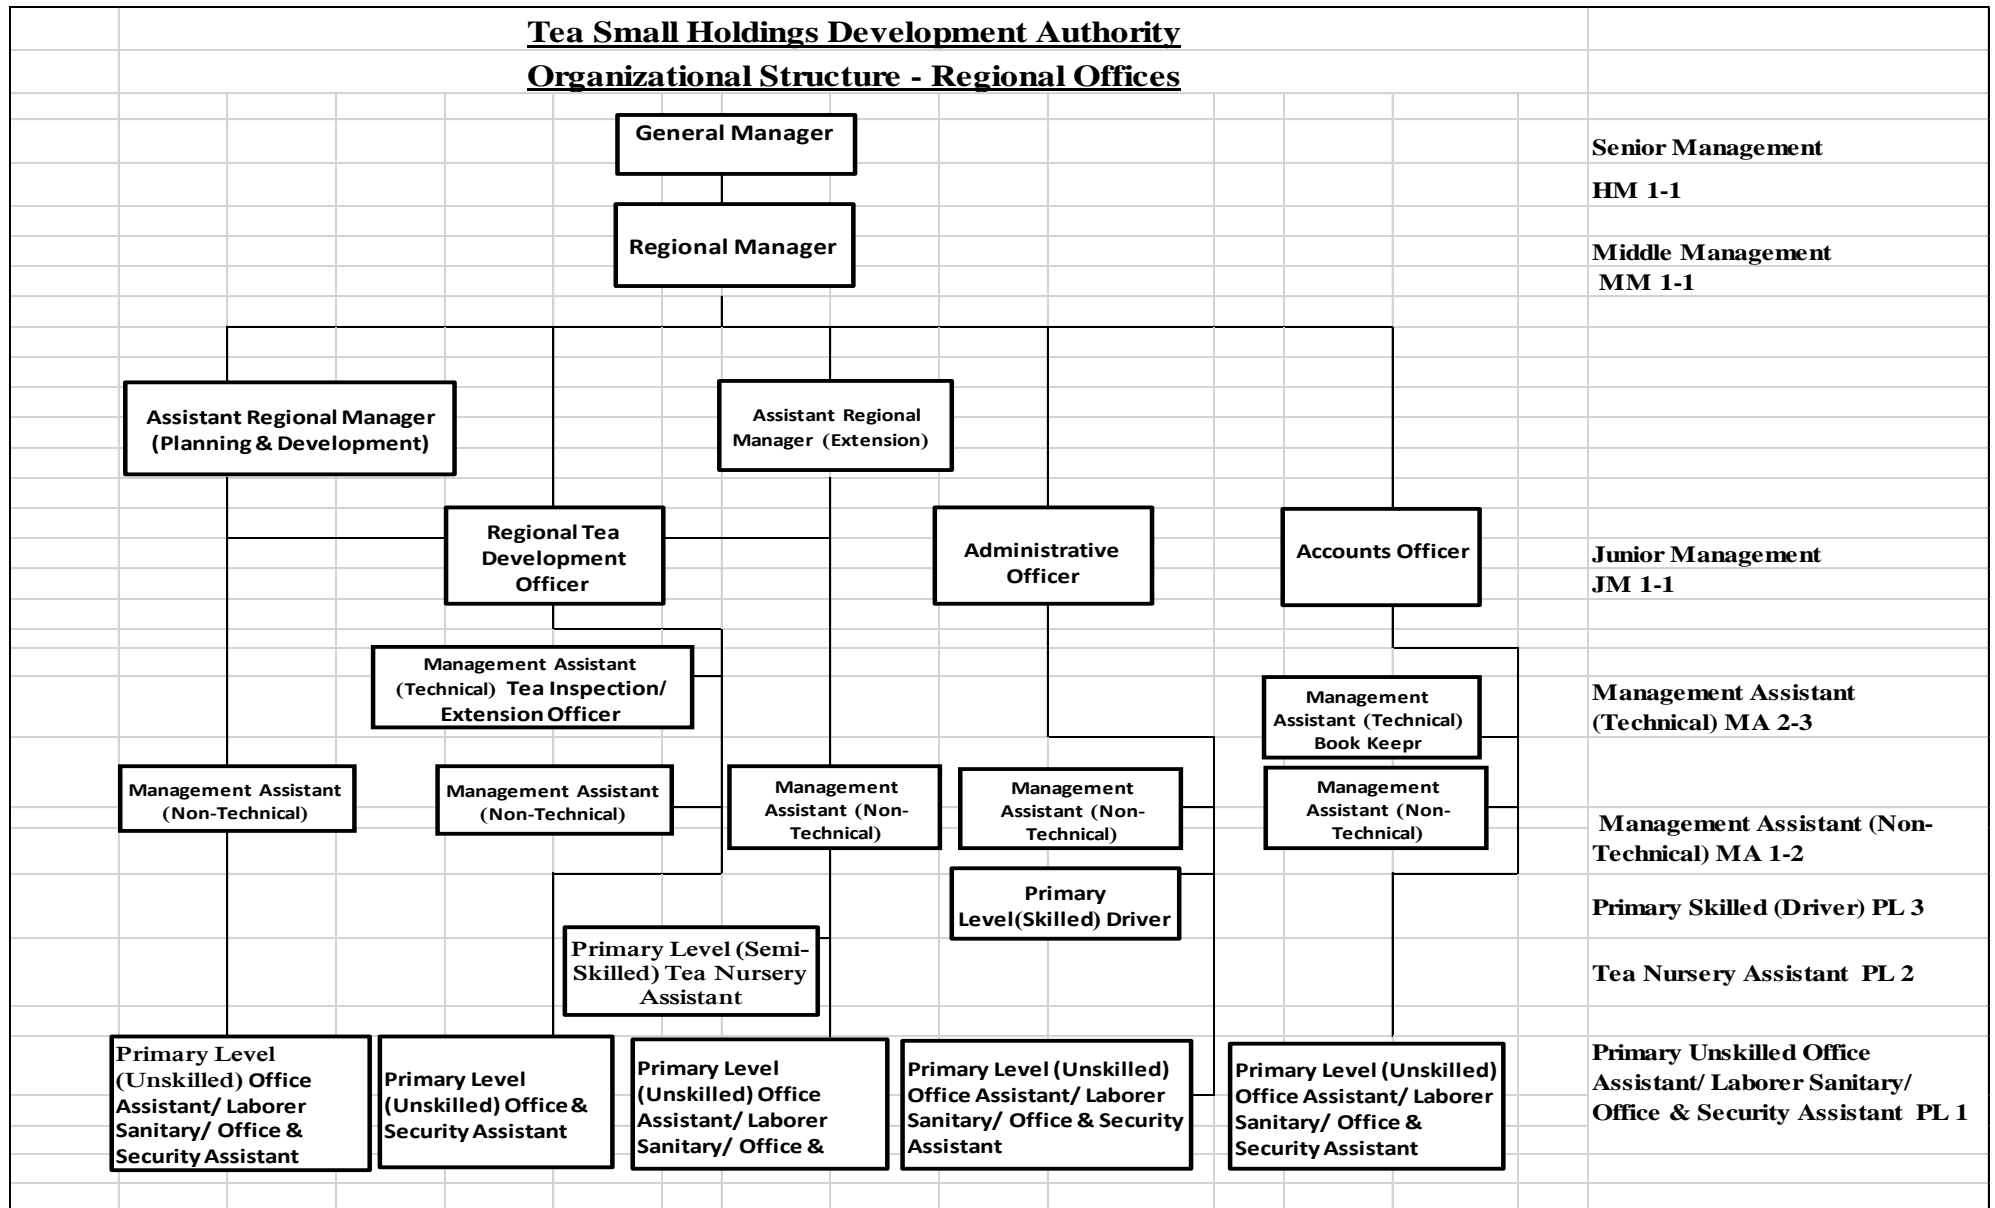 Tea Small Holdings Development Authority
Organizational Structure - Regional Offices
General Manager
Senior Management
HM 1-1
Regional Manager
Middle Management
MM 1-1
Assistant Regional Manager
(Planning & Development)
Assistant Regional
Manager (Extension)
Regional Tea
Development
Officer
Administrative
Officer
Accounts Officer
Junior Management
JM 1-1
Management Assistant
(Technical) Tea Inspection/
Extension Officer
Management
Assistant (Technical)
Book Keepr
Management Assistant
(Technical) MA 2-3
Management Assistant
(Non-Technical)
Management Assistant
(Non-Technical)
Management
Assistant (Non-
Technical)
Management
Assistant (Non-
Technical)
Management
Assistant (Non-
Technical)
Management Assistant (Non-
Technical) MA 1-2
Primary
Level(Skilled) Driver
Primary Skilled (Driver) PL 3
Primary Level (Semi-
Skilled) Tea Nursery
Assistant
Tea Nursery Assistant PL 2
Primary Level
(Unskilled) Office
Assistant/ Laborer
Sanitary/ Office &
Security Assistant
Primary Level
(Unskilled) Office &
Security Assistant
Primary Level
(Unskilled) Office
Assistant/ Laborer
Sanitary/ Office &
Primary Level (Unskilled)
Office Assistant/ Laborer
Sanitary/ Office & Security
Assistant
Primary Level (Unskilled)
Office Assistant/ Laborer
Sanitary/ Office &
Security Assistant
Primary Unskilled Office
Assistant/ Laborer Sanitary/
Office & Security Assistant PL 1